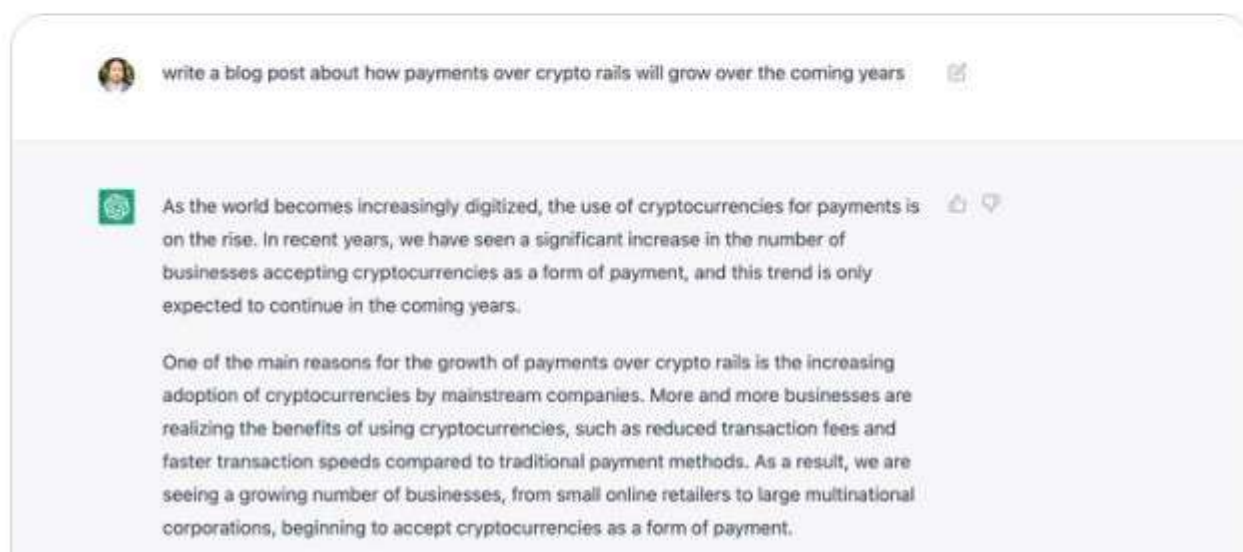 write a blog post about how payments over crypto rails will grow over the coming years
As the world becomes increasingly digitized, the use of cryptocurrencies for payments is
on the rise. In recent years, we have seen a significant increase in the number of
businesses accepting cryptocurrencies as a form of payment, and this trend is only
expected to continue in the coming years.
One of the main reasons for the growth of payments over crypto rails is the increasing
adoption of cryptocurrencies by mainstream companies. More and more businesses are
realizing the benefits of using cryptocurrencies, such as reduced transaction fees and
faster transaction speeds compared to traditional payment methods. As a result, we are
seeing a growing number of businesses, from small online retailers to large multinational
corporations, beginning to accept cryptocurrencies as a form of payment.